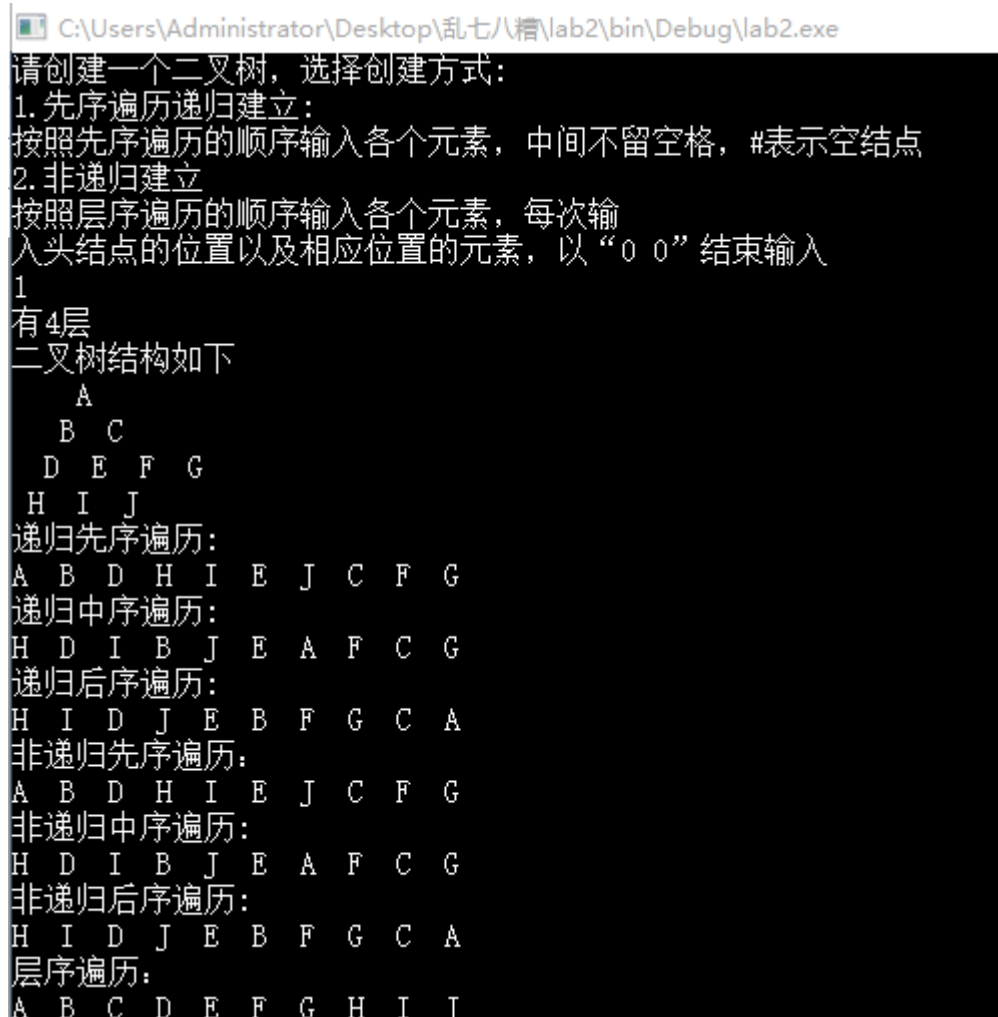 C:\Users\Administrator\Desktop\乱七八糟\lab2\bin\Debug\lab2.exe
请创建一个二叉树，选择创建方式:
1.先序遍历递归建立:
按照先序遍历的顺序输入各个元素，中间不留空格，#表示空结点
2.非递归建立
按照层序遍历的顺序输入各个元素，每次输
入头结点的位置以及相应位置的元素，以“0 0”结束输入
1
有4层
二叉树结构如下
A
B C
D E F G
H I J
递归先序遍历:
A B D H I E J C F G
递归中序遍历:
H D I B J E A F C G
递归后序遍历:
H I D J E B F G C A
非递归先序遍历:
A B D H I E J C F G
非递归中序遍历:
H D I B J E A F C G
非递归后序遍历:
H I D J E B F G C A
层序遍历:
A B C D E F G H I J